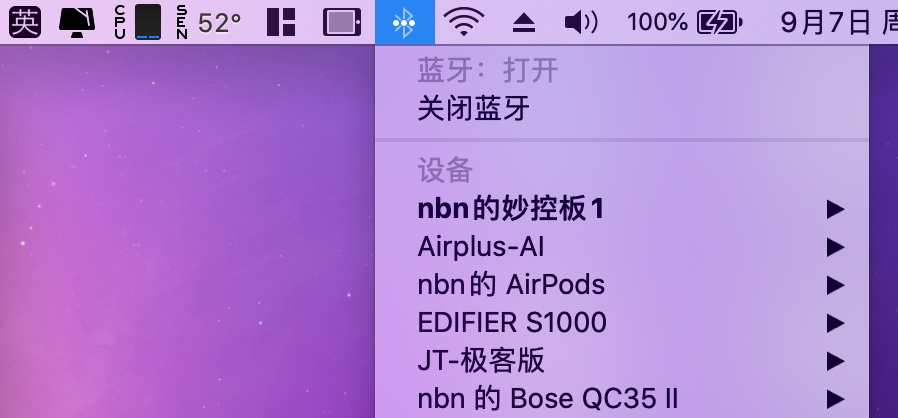 英 CPU SEN 52° 100% 9月7日 周
蓝牙：打开
关闭蓝牙
设备
nbn的妙控板1
Airplus-AI
nbn的 AirPods
EDIFIER S1000
JT-极客版
nbn 的 Bose QC35 II